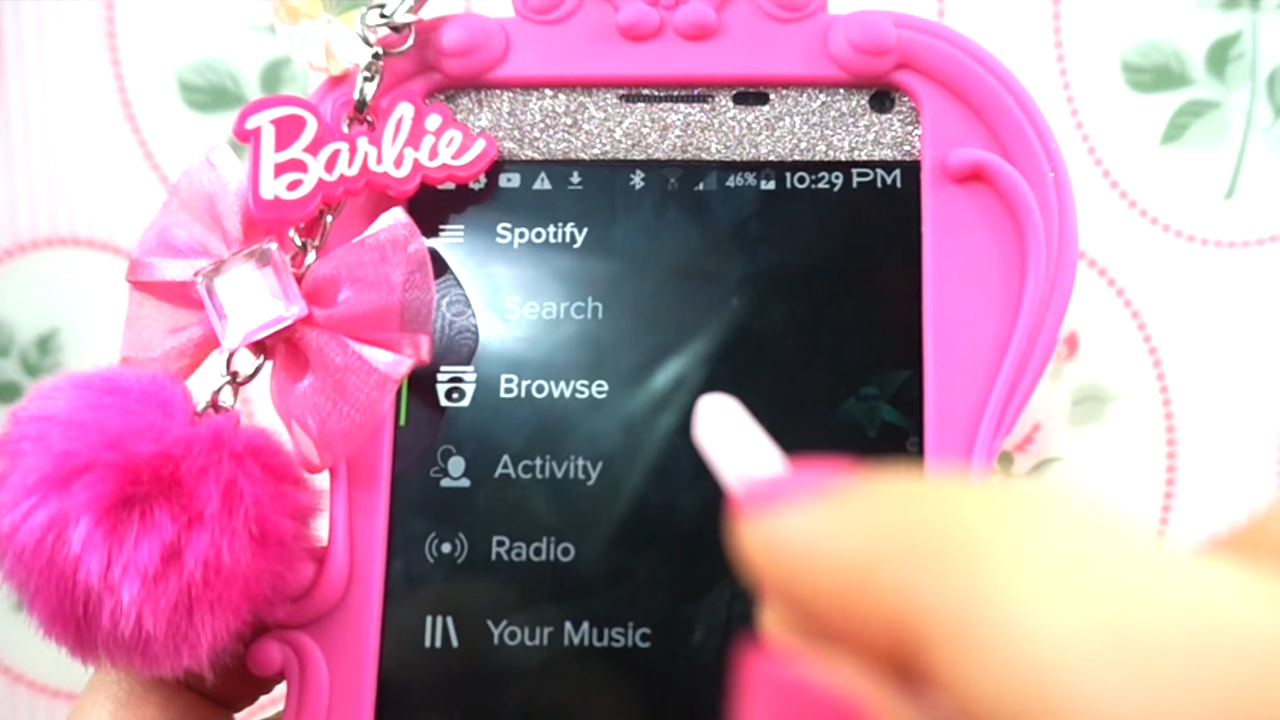 Barbie
46% 10:29 PM
Spotify
Search
Browse
Activity
Radio
Your Music